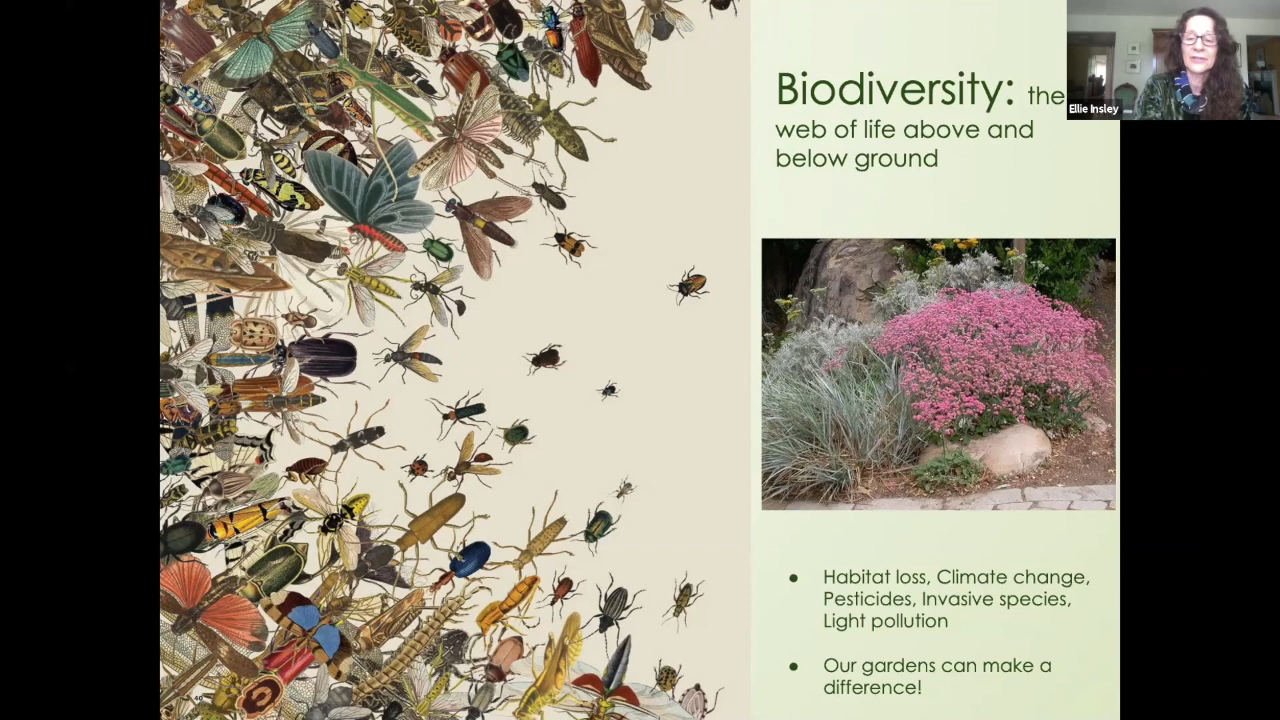 Biodiversity: the
web of life above and
below ground
Ellie Insley
● Habitat loss, Climate change,
Pesticides, Invasive species,
Light pollution
● Our gardens can make a
difference!